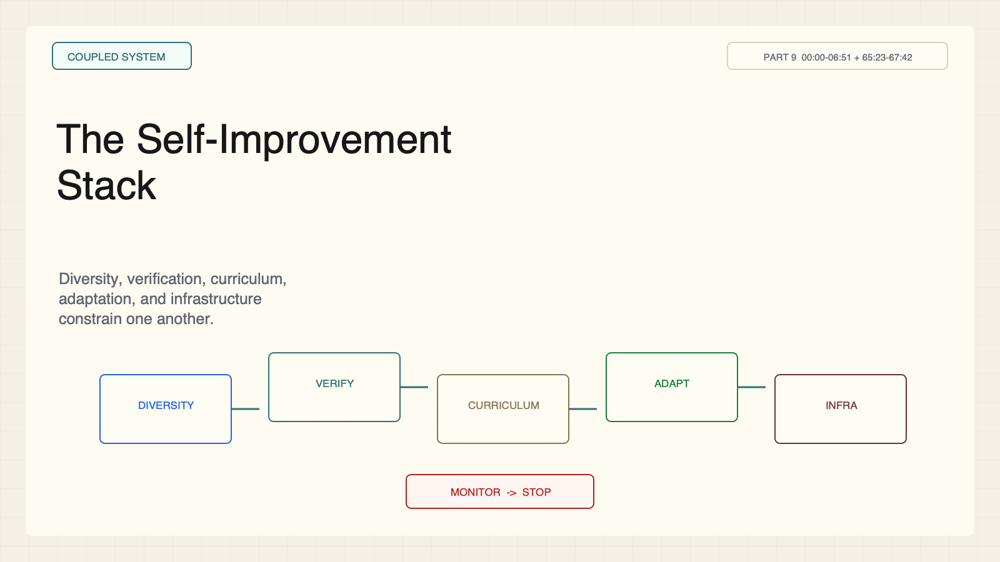 COUPLED SYSTEM
PART 9  00:00-06:51 + 65:23-67:42
The Self-Improvement
Stack
Diversity, verification, curriculum,
adaptation, and infrastructure
constrain one another.
DIVERSITY
VERIFY
CURRICULUM
ADAPT
INFRA
MONITOR -> STOP